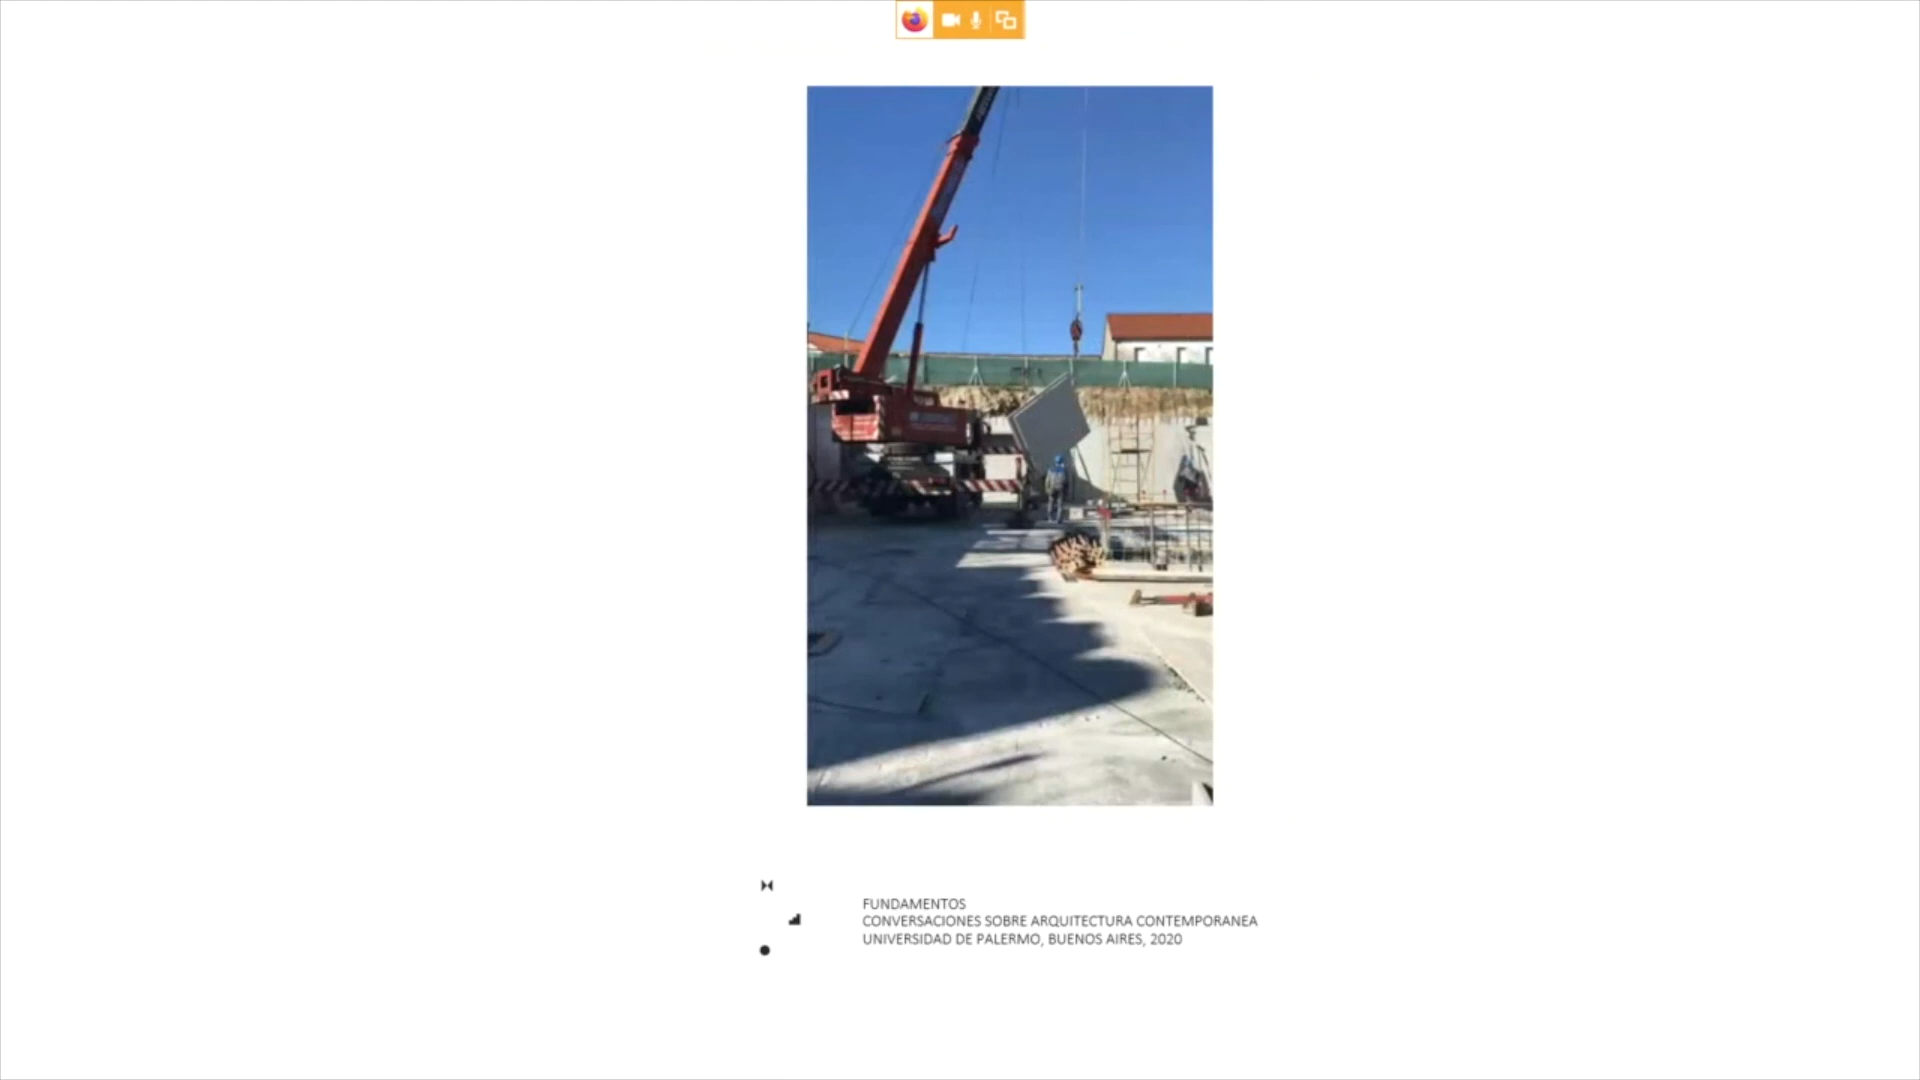 FUNDAMENTOS
CONVERSACIONES SOBRE ARQUITECTURA CONTEMPORANEA
UNIVERSIDAD DE PALERMO, BUENOS AIRES, 2020